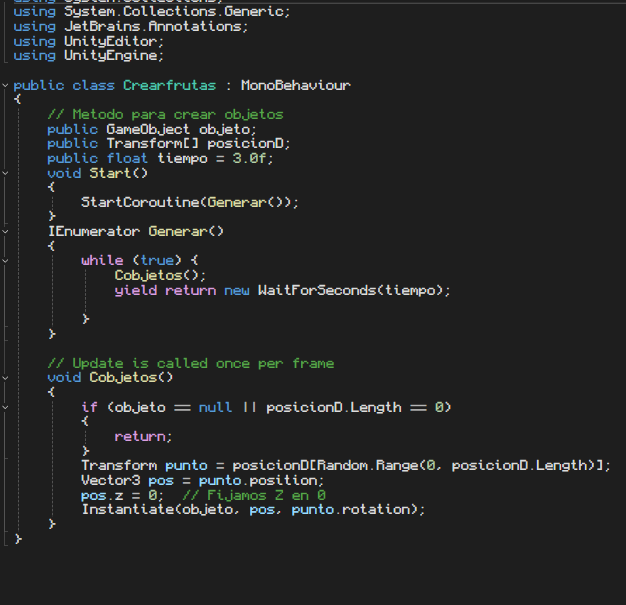 using System.Collections;
using System.Collections.Generic;
using JetBrains.Annotations;
using UnityEditor;
using UnityEngine;
public class Crearfrutas : MonoBehaviour
{
// Metodo para crear objetos
public GameObject objeto;
public Transform[] posicionD;
public float tiempo = 3.0f;
void Start()
{
StartCoroutine(Generar());
}
IEnumerator Generar()
{
while (true) {
Cobjetos();
yield return new WaitForSeconds(tiempo);
}
}
// Update is called once per frame
void Cobjetos()
{
if (objeto == null || posicionD.Length == 0)
{
return;
}
Transform punto = posicionD[Random.Range(0, posicionD.Length)];
Vector3 pos = punto.position;
pos.z = 0; // Fijamos Z en 0
Instantiate(objeto, pos, punto.rotation);
}
}